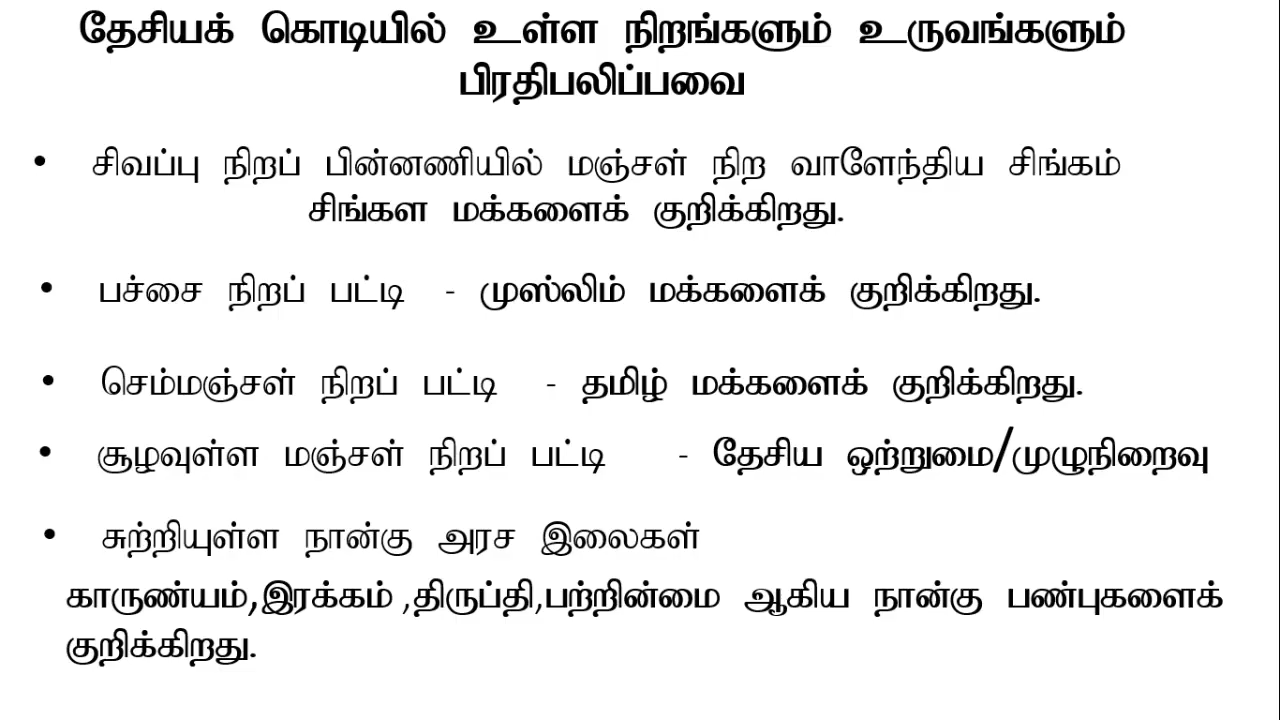 தேசியக் கொடியில் உள்ள நிறங்களும் உருவங்களும்
பிரதிபலிப்பவை
• சிவப்பு நிறப் பின்னணியில் மஞ்சள் நிற வாளேந்திய சிங்கம்
சிங்கள மக்களைக் குறிக்கிறது.
• பச்சை நிறப் பட்டி - முஸ்லிம் மக்களைக் குறிக்கிறது.
• செம்மஞ்சள் நிறப் பட்டி - தமிழ் மக்களைக் குறிக்கிறது.
• சூழவுள்ள மஞ்சள் நிறப் பட்டி - தேசிய ஒற்றுமை/முழுநிறைவு
• சுற்றியுள்ள நான்கு அரச இலைகள்
காருண்யம்,இரக்கம் ,திருப்தி,பற்றின்மை ஆகிய நான்கு பண்புகளைக்
குறிக்கிறது.